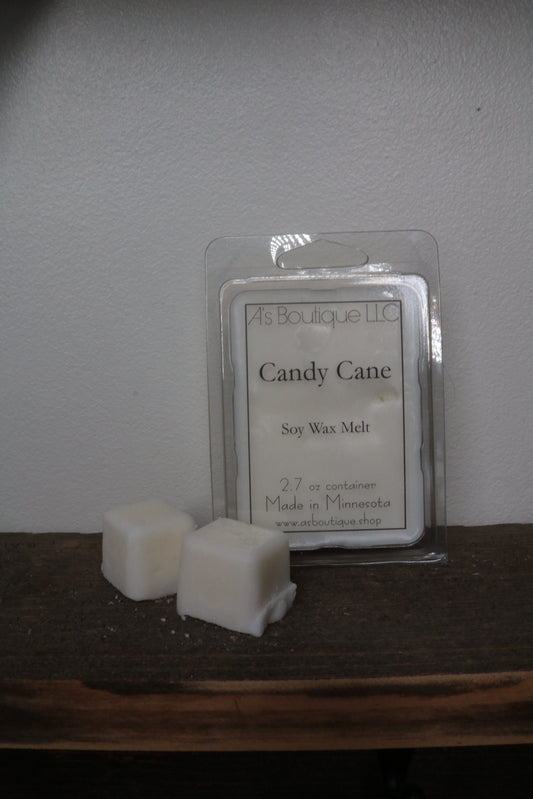 A's Boutique LLC
Candy Cane
Soy Wax Melt
2.7 oz container
Made in Minnesota
www.asboutique.shop